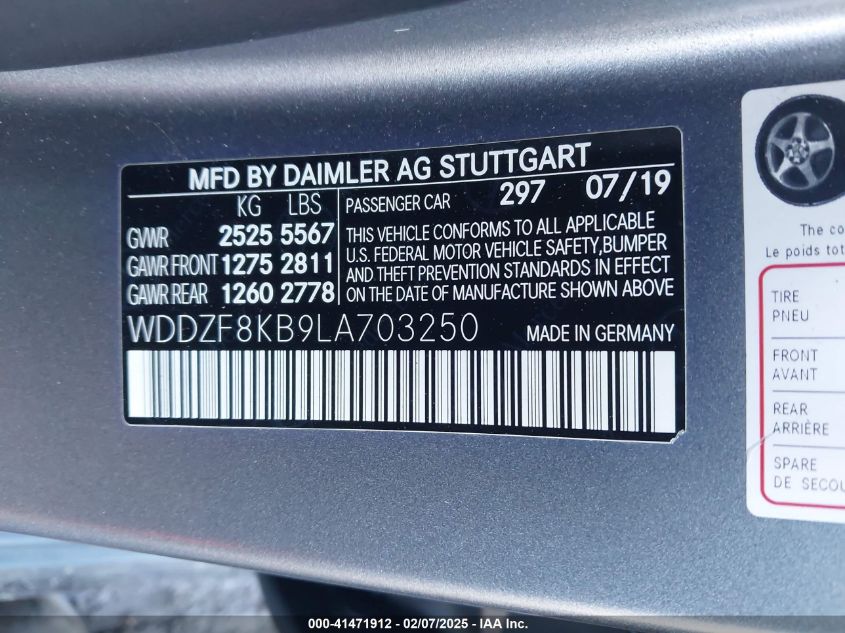 MFD BY DAIMLER AG STUTTGART
KG LBS
GVWR 2525 5567
GAWR FRONT 1275 2811
GAWR REAR 1260 2778
PASSENGER CAR 297 07/19
THIS VEHICLE CONFORMS TO ALL APPLICABLE
U.S. FEDERAL MOTOR VEHICLE SAFETY, BUMPER
AND THEFT PREVENTION STANDARDS IN EFFECT
ON THE DATE OF MANUFACTURE SHOWN ABOVE
WDDZF8KB9LA703250 MADE IN GERMANY
The co
Le poids tot
TIRE
PNEU
FRONT
AVANT
REAR
ARRIÈRE
SPARE
DE SECOU
000-41471912 / 02/07/2025 - IAA Inc.